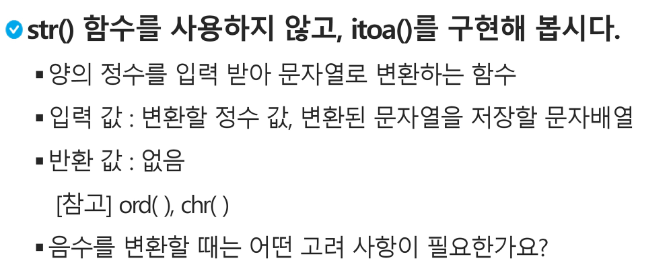 str() 함수를 사용하지 않고, itoa()를 구현해 봅시다.
▪ 양의 정수를 입력 받아 문자열로 변환하는 함수
▪ 입력 값 : 변환할 정수 값, 변환된 문자열을 저장할 문자배열
▪ 반환 값 : 없음
[참고] ord( ), chr( )
▪ 음수를 변환할 때는 어떤 고려 사항이 필요한가요?